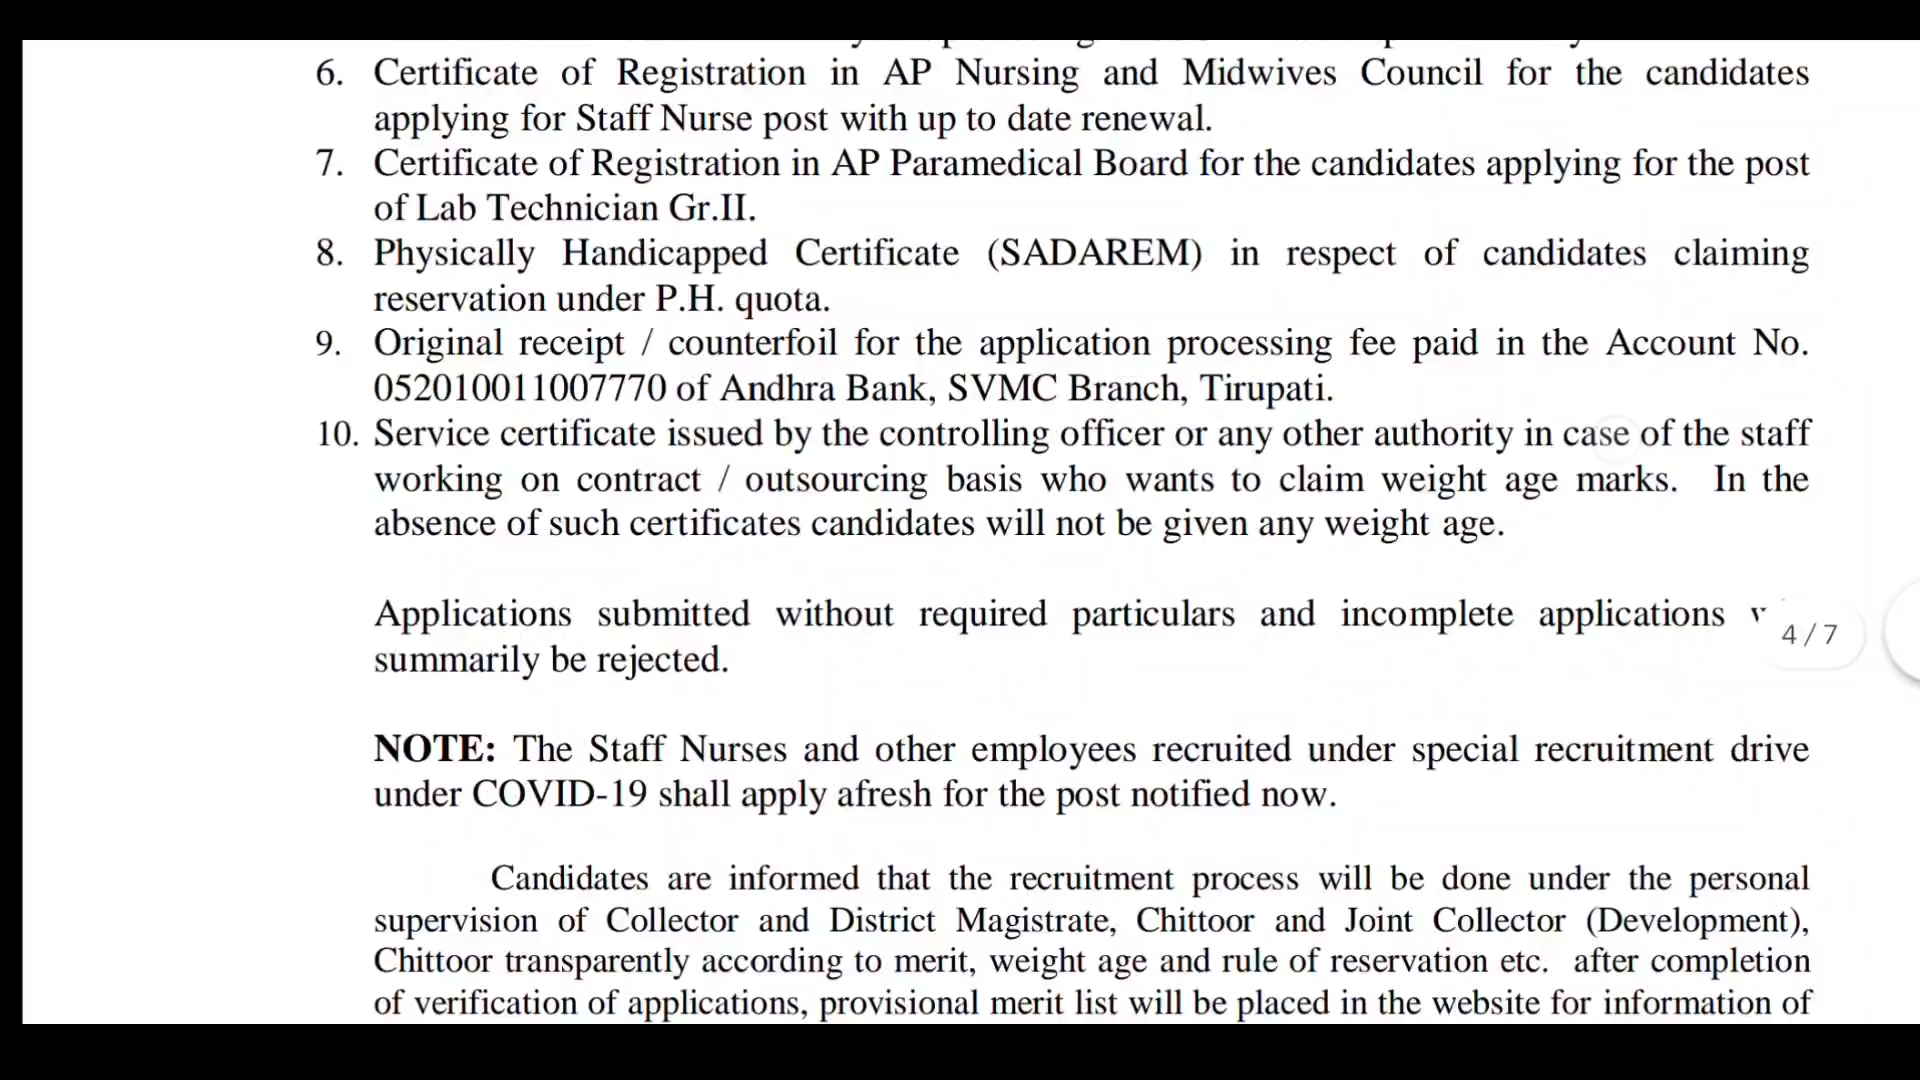 6. Certificate of Registration in AP Nursing and Midwives Council for the candidates
applying for Staff Nurse post with up to date renewal.
7. Certificate of Registration in AP Paramedical Board for the candidates applying for the post
of Lab Technician Gr.II.
8. Physically Handicapped Certificate (SADAREM) in respect of candidates claiming
reservation under P.H. quota.
9. Original receipt / counterfoil for the application processing fee paid in the Account No.
052010011007770 of Andhra Bank, SVMC Branch, Tirupati.
10. Service certificate issued by the controlling officer or any other authority in case of the staff
working on contract / outsourcing basis who wants to claim weight age marks. In the
absence of such certificates candidates will not be given any weight age.
Applications submitted without required particulars and incomplete applications
4 / 7
summarily be rejected.
NOTE: The Staff Nurses and other employees recruited under special recruitment drive
under COVID-19 shall apply afresh for the post notified now.
Candidates are informed that the recruitment process will be done under the personal
supervision of Collector and District Magistrate, Chittoor and Joint Collector (Development),
Chittoor transparently according to merit, weight age and rule of reservation etc. after completion
of verification of applications, provisional merit list will be placed in the website for information of